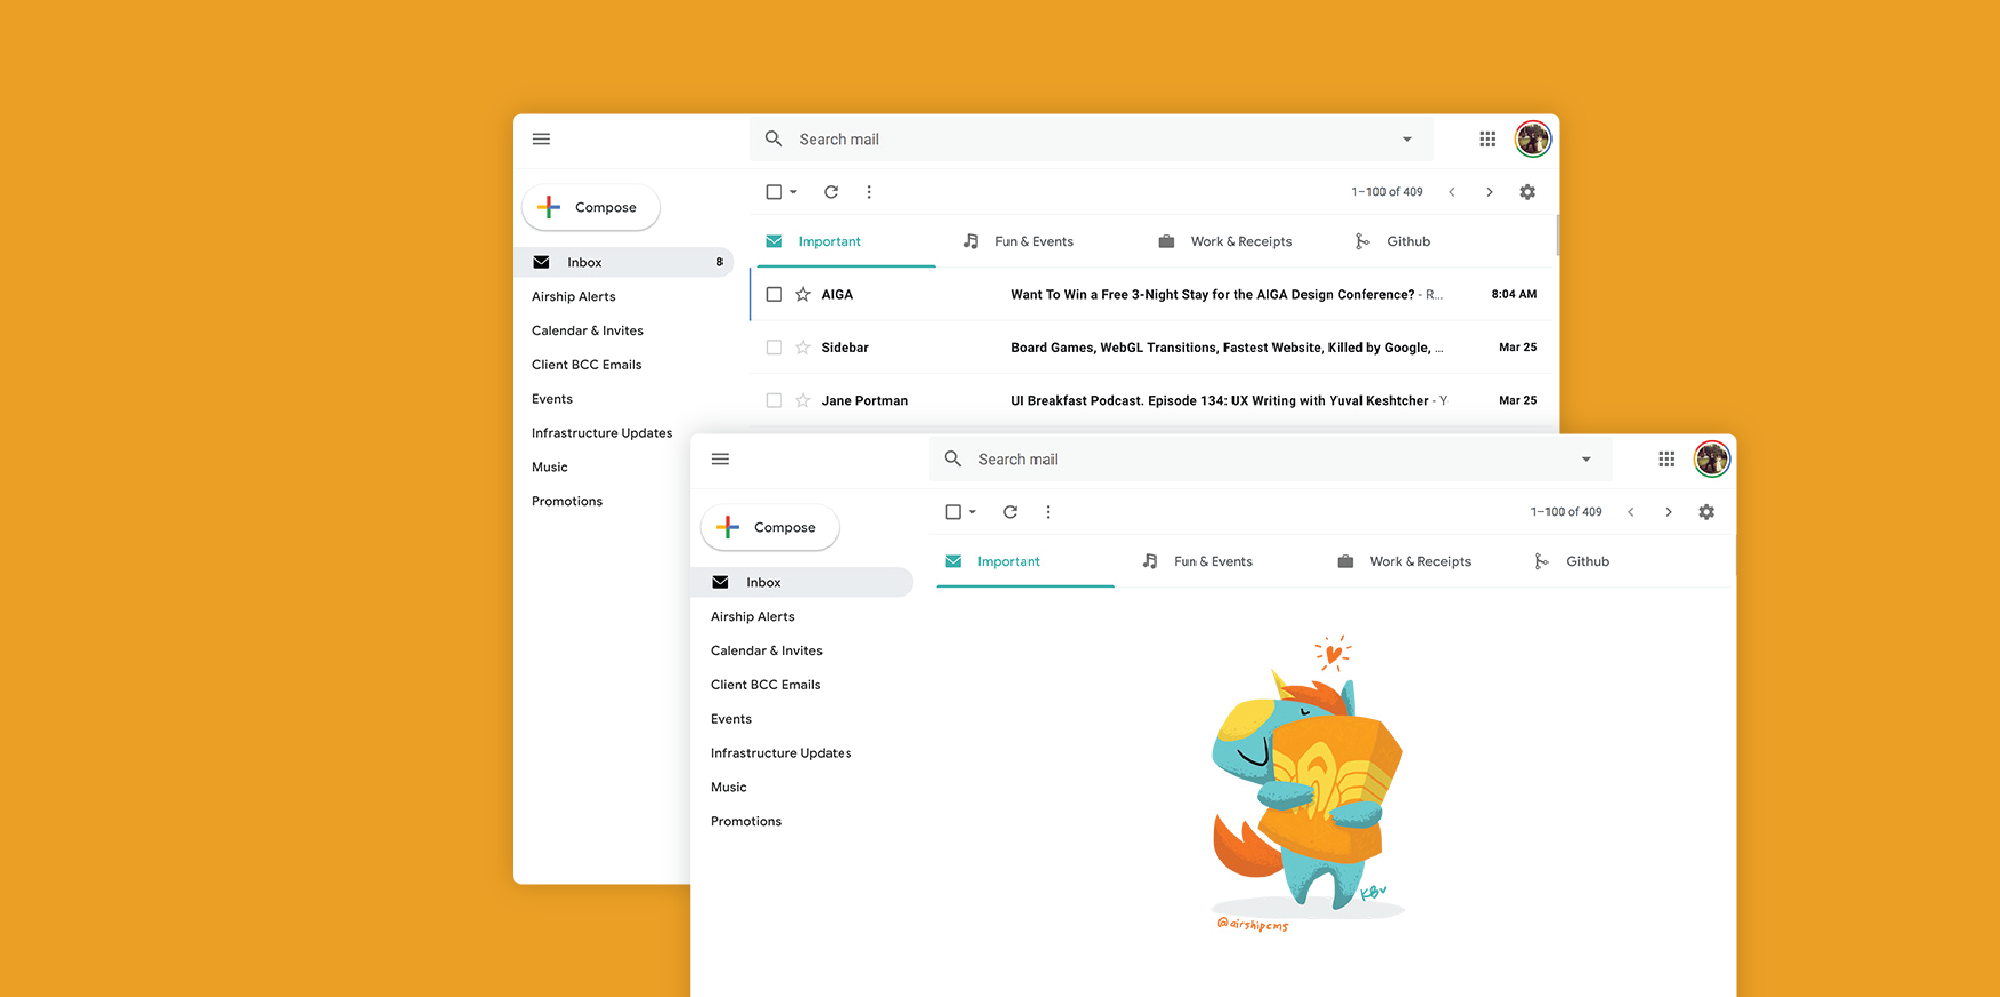 Search mail
Compose
1–100 of 409
Important Fun & Events Work & Receipts Github
Inbox 8
Airship Alerts
Calendar & Invites
Client BCC Emails
Events
Infrastructure Updates
Music
Promotions
AIGA Want To Win a Free 3-Night Stay for the AIGA Design Conference? - R... 8:04 AM
Sidebar Board Games, WebGL Transitions, Fastest Website, Killed by Google, ... Mar 25
Jane Portman UI Breakfast Podcast. Episode 134: UX Writing with Yuval Keshtcher - Y Mar 25
Search mail
Compose
1–100 of 409
Important Fun & Events Work & Receipts Github
Inbox
Airship Alerts
Calendar & Invites
Client BCC Emails
Events
Infrastructure Updates
Music
Promotions
KBV
@airshipcms